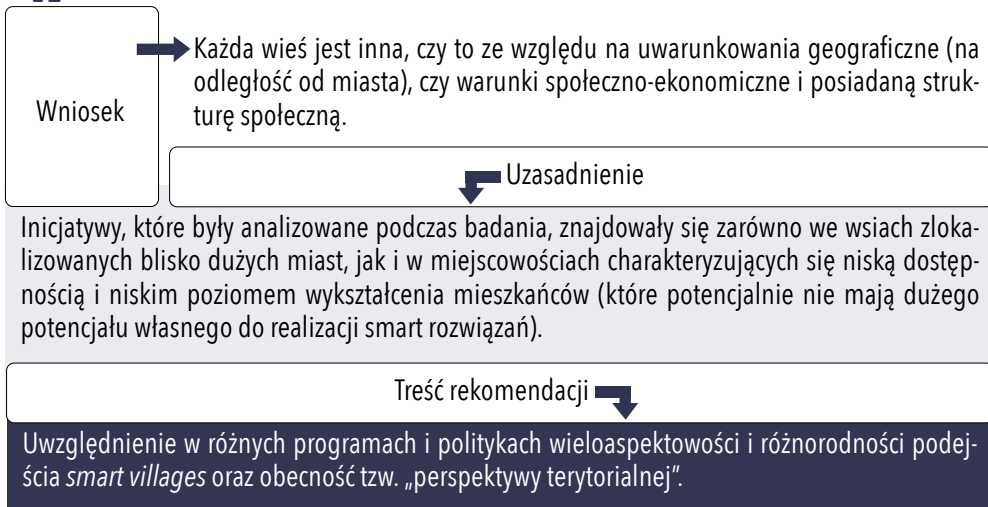 Wniosek
Każda wieś jest inna, czy to ze względu na uwarunkowania geograficzne (na
odległość od miasta), czy warunki społeczno-ekonomiczne i posiadaną struk-
turę społeczną.
Uzasadnienie
Inicjatywy, które były analizowane podczas badania, znajdowały się zarówno we wsiach zloka-
lizowanych blisko dużych miast, jak i w miejscowościach charakteryzujących się niską dostęp-
nością i niskim poziomem wykształcenia mieszkańców (które potencjalnie nie mają dużego
potencjału własnego do realizacji smart rozwiązań).
Treść rekomendacji
Uwzględnienie w różnych programach i politykach wieloaspektowości i różnorodności podej-
ścia smart villages oraz obecność tzw. „perspektywy terytorialnej”.